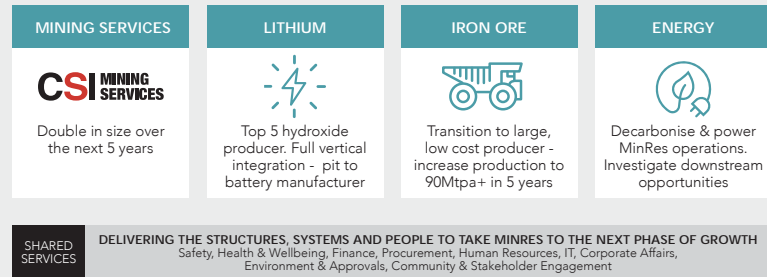 MINING SERVICES
CSI MINING
SERVICES
Double in size over
the next 5 years
LITHIUM
Top 5 hydroxide
producer. Full vertical
integration - pit to
battery manufacturer
IRON ORE
Transition to large,
low cost producer -
increase production to
90Mtpa+ in 5 years
ENERGY
Decarbonise & power
MinRes operations.
Investigate downstream
opportunities
SHARED
SERVICES
DELIVERING THE STRUCTURES, SYSTEMS AND PEOPLE TO TAKE MINRES TO THE NEXT PHASE OF GROWTH
Safety, Health & Wellbeing, Finance, Procurement, Human Resources, IT, Corporate Affairs,
Environment & Approvals, Community & Stakeholder Engagement